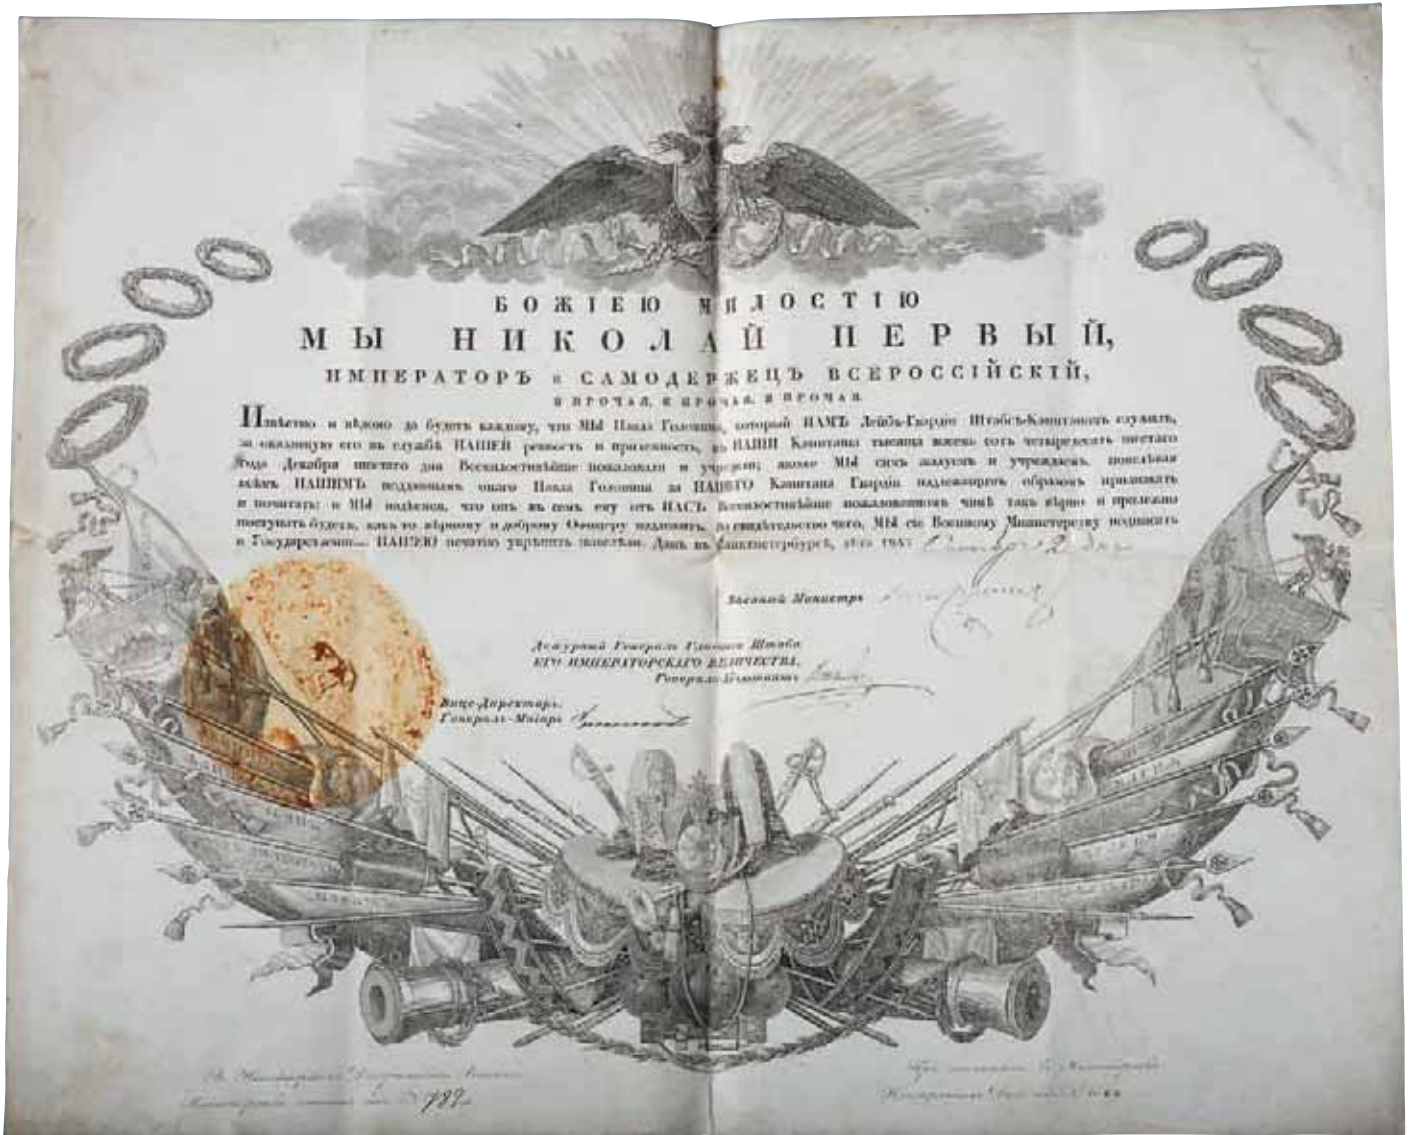 БОЖІЕЮ МИЛОСТІЮ
МЫ НИКОЛАЙ ПЕРВЫЙ,
ИМПЕРАТОРЪ и САМОДЕРЖЕЦЪ ВСЕРОССІЙСКІЙ,
И ПРОЧАЯ, И ПРОЧАЯ, И ПРОЧАЯ.
Извѣстно и вѣдомо да будетъ каждому, что МЫ Павла Головина, который НАМЪ Лейбъ-Гвардіи Штабсъ-Капитаномъ служилъ,
за оказанную его въ службѣ НАШЕЙ ревность и прилежность, въ НАШИ Капитаны тысяча восемь сотъ четыредесять шестаго
года Декабря шестаго дня Всемилостивѣйше пожаловали и учредили; якоже МЫ симъ жалуемъ и учреждаемъ, повелѣвая
всѣмъ НАШИМЪ подданнымъ онаго Павла Головина за НАШЕГО Капитана Гвардіи надлежащимъ образомъ признавать
и почитать: и МЫ надѣемся, что онъ въ семъ ему отъ НАСЪ Всемилостивѣйше пожалованномъ чинѣ такъ вѣрно и прилежно
поступать будетъ, какъ то вѣрному и доброму Офицеру надлежитъ. Во свидѣтельство чего, МЫ сіе Военному Министерству подписать
и Государственною НАШЕЮ печатью укрѣпить повелѣли. Данъ въ Санктпетербургѣ, лѣта
Военный Министръ
Дежурный Генералъ Главнаго Штаба
ЕГО ИМПЕРАТОРСКАГО ВЕЛИЧЕСТВА,
Генералъ-Адъютантъ
Вице-Директоръ,
Генералъ-Маіоръ